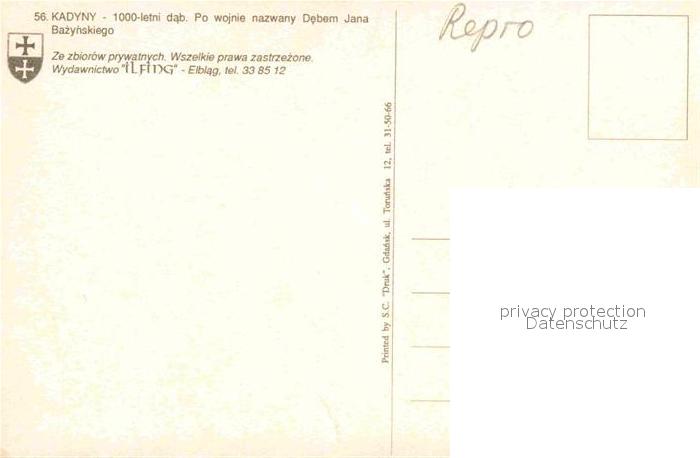 56. KADYNY - 1000-letni dąb. Po wojnie nazwany Dębem Jana
Bażyńskiego
Ze zbiorów prywatnych. Wszelkie prawa zastrzeżone.
Wydawnictwo "ILFING" - Elbląg, tel. 33 85 12
Printed by S.C. "Druk", Gdańsk, ul. Toruńska 12, tel. 31-50-66
Repro
privacy protection
Datenschutz